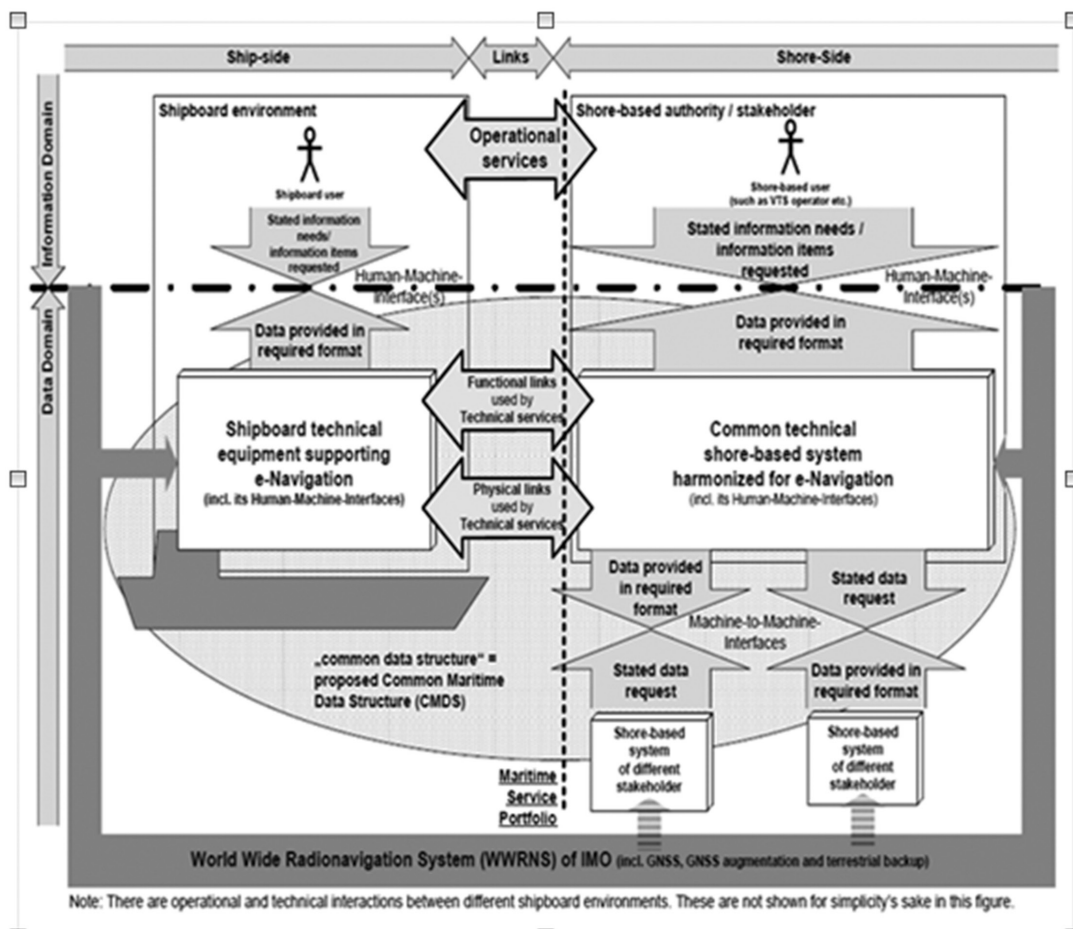 Ship-side
Links
Shore-Side
Information Domain
Data Domain
Shipboard environment
Shore-based authority / stakeholder
Operational
services
Shipboard user
Shore-based user
(such as VTS operator etc.)
Stated information
needs/
information items
requested
Stated information needs /
information items
requested
Human-Machine-
Interface(s)
Human-Machine-
Interface(s)
Data provided in
required format
Data provided in
required format
Functional links
used by
Technical services
Shipboard technical
equipment supporting
e-Navigation
(incl. its Human-Machine-Interfaces)
Common technical
shore-based system
harmonized for e-Navigation
(incl. its Human-Machine-Interfaces)
Physical links
used by
Technical services
Data provided
in required
format
Stated data
request
Machine-to-Machine-
Interfaces
Stated data
request
Data provided in
required format
„common data structure“ =
proposed Common Maritime
Data Structure (CMDS)
Shore-based
system
of different
stakeholder
Shore-based
system
of different
stakeholder
Maritime
Service
Portfolio
World Wide Radionavigation System (WWRNS) of IMO (incl. GNSS, GNSS augmentation and terrestrial backup)
Note: There are operational and technical interactions between different shipboard environments. These are not shown for simplicity's sake in this figure.